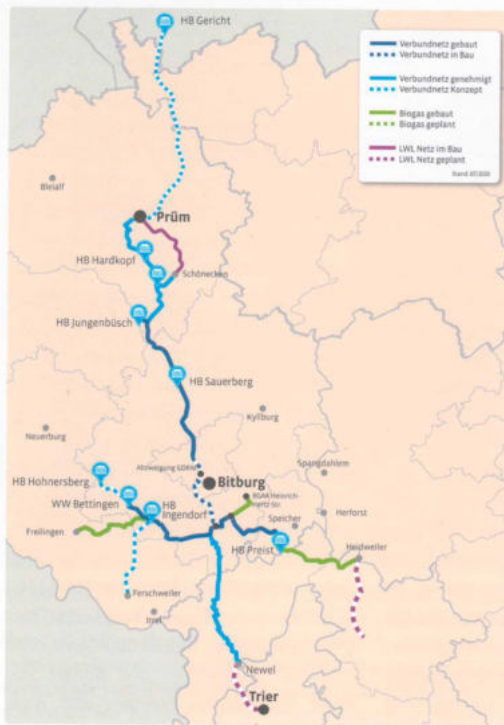 HB Gericht
Verbundnetz gebaut
Verbundnetz in Bau
Verbundnetz genehmigt
Verbundnetz Konzept
Biogas gebaut
Biogas geplant
LWL Netz im Bau
LWL Netz geplant
Bleialf
Prüm
HB Hardkopf
Schönecken
HB Jungenbüsch
HB Sauerberg
Kyllburg
Neuerburg
Spangdahlem
HB Hohnersberg
Bitburg
WW Bettingen
HB
Ingendorf
Speicher
Herforst
Freilingen
HB Preist
Heidweiler
Ferschweiler
Irrel
Newel
Trier